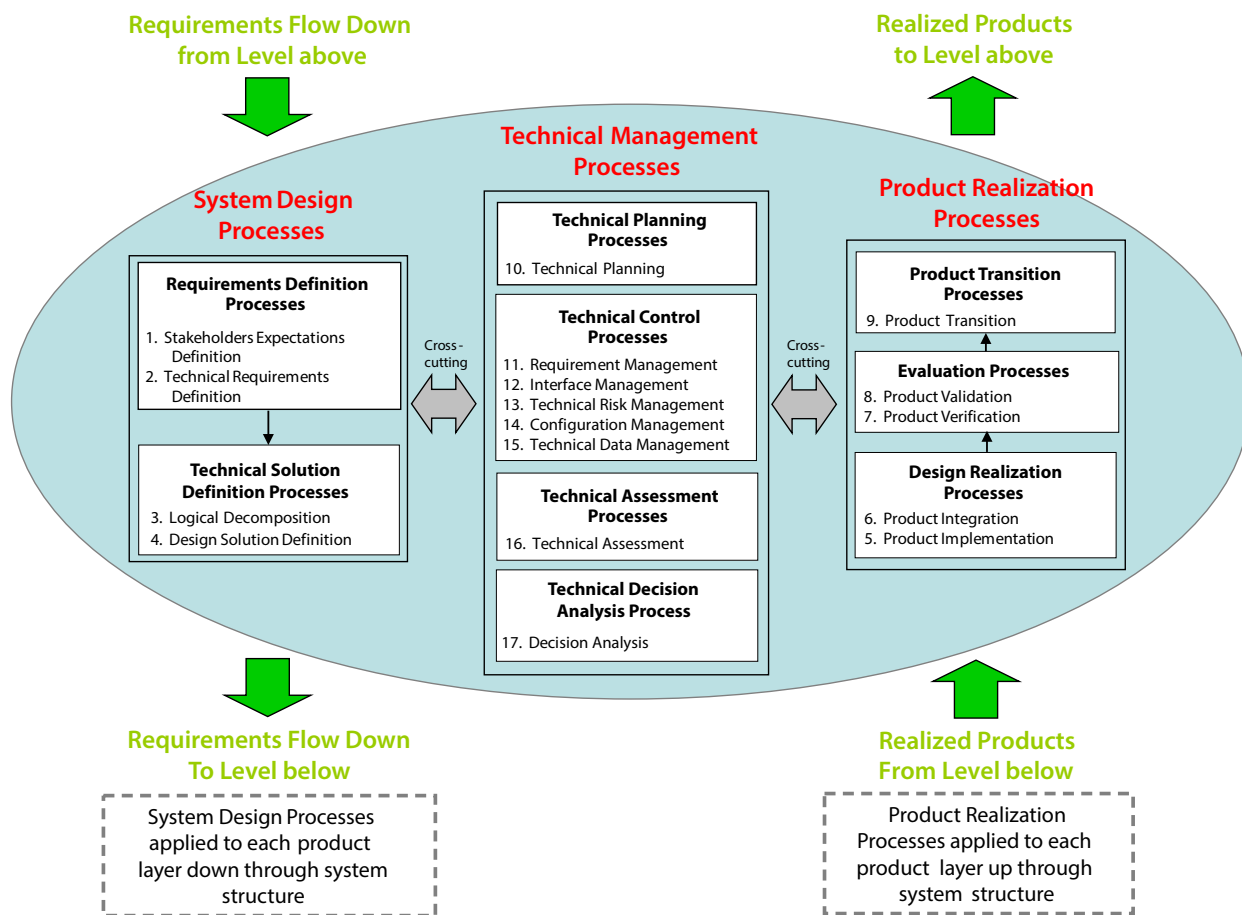 Requirements Flow Down
from Level above
Realized Products
to Level above
Technical Management
Processes
System Design
Processes
Product Realization
Processes
Requirements Definition
Processes
1. Stakeholders Expectations
Definition
2. Technical Requirements
Definition
Technical Solution
Definition Processes
3. Logical Decomposition
4. Design Solution Definition
Cross-
cutting
Technical Planning
Processes
10. Technical Planning
Technical Control
Processes
11. Requirement Management
12. Interface Management
13. Technical Risk Management
14. Configuration Management
15. Technical Data Management
Technical Assessment
Processes
16. Technical Assessment
Technical Decision
Analysis Process
17. Decision Analysis
Cross-
cutting
Product Transition
Processes
9. Product Transition
Evaluation Processes
8. Product Validation
7. Product Verification
Design Realization
Processes
6. Product Integration
5. Product Implementation
Requirements Flow Down
To Level below
Realized Products
From Level below
System Design Processes
applied to each product
layer down through system
structure
Product Realization
Processes applied to each
product layer up through
system structure